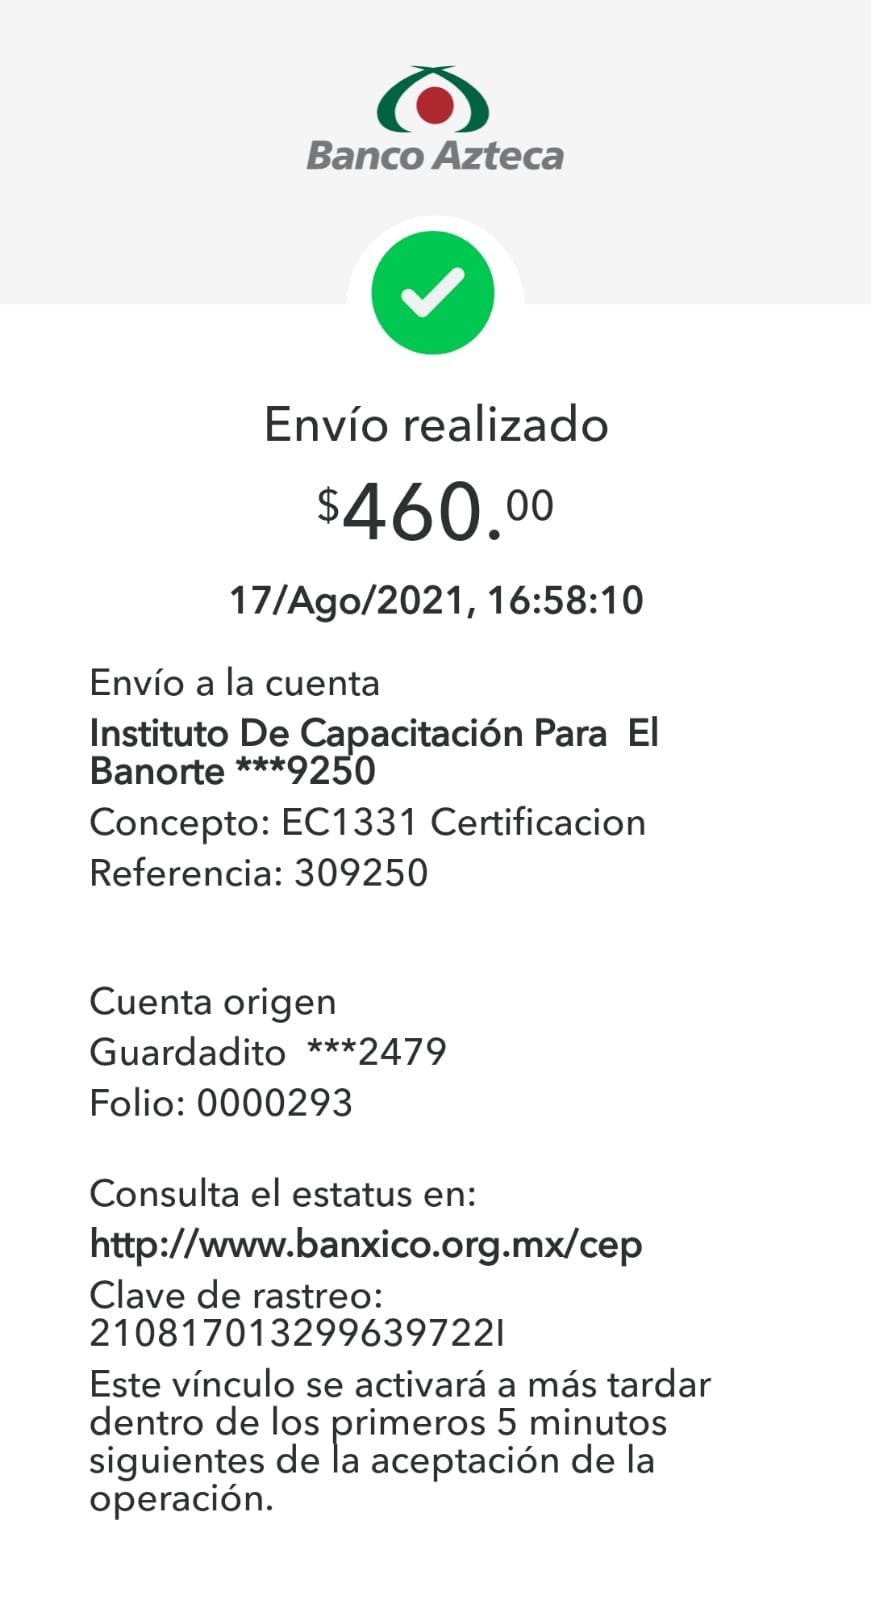 Banco Azteca
Envío realizado
$460.00
17/Ago/2021, 16:58:10
Envío a la cuenta
Instituto De Capacitación Para  El
Banorte ***9250
Concepto: EC1331 Certificacion
Referencia: 309250
Cuenta origen
Guardadito  ***2479
Folio: 0000293
Consulta el estatus en:
http://www.banxico.org.mx/cep
Clave de rastreo:
210817013299639722I
Este vínculo se activará a más tardar
dentro de los primeros 5 minutos
siguientes de la aceptación de la
operación.